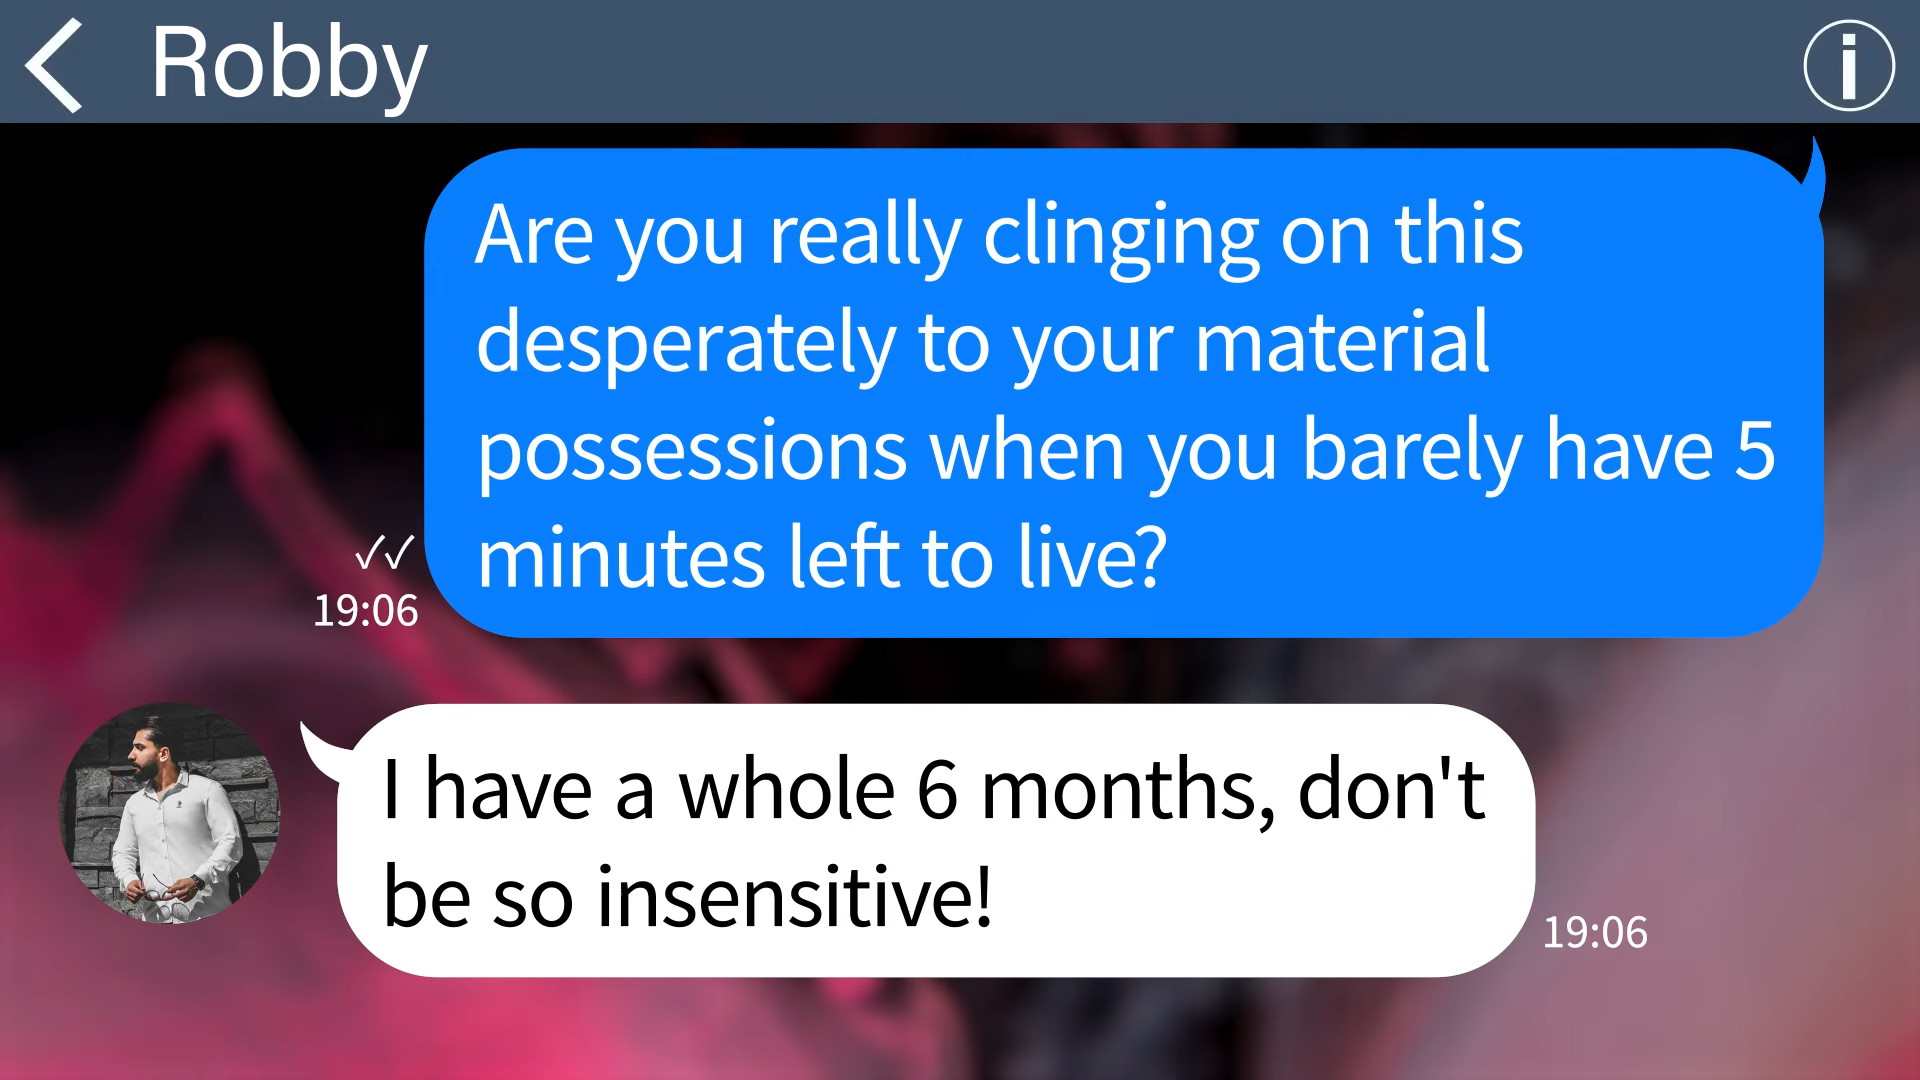 Robby
Are you really clinging on this
desperately to your material
possessions when you barely have 5
minutes left to live?
✓✓
19:06
I have a whole 6 months, don't
be so insensitive!
19:06